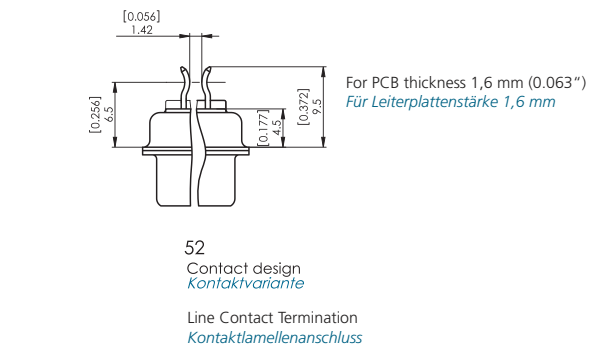 [0.056]
1.42
[0.256]
6.5
[0.177]
4.5
[0.372]
9.5
For PCB thickness 1,6 mm (0.063“)
Für Leiterplattenstärke 1,6 mm
52
Contact design
Kontaktvariante
Line Contact Termination
Kontaktlamellenanschluss